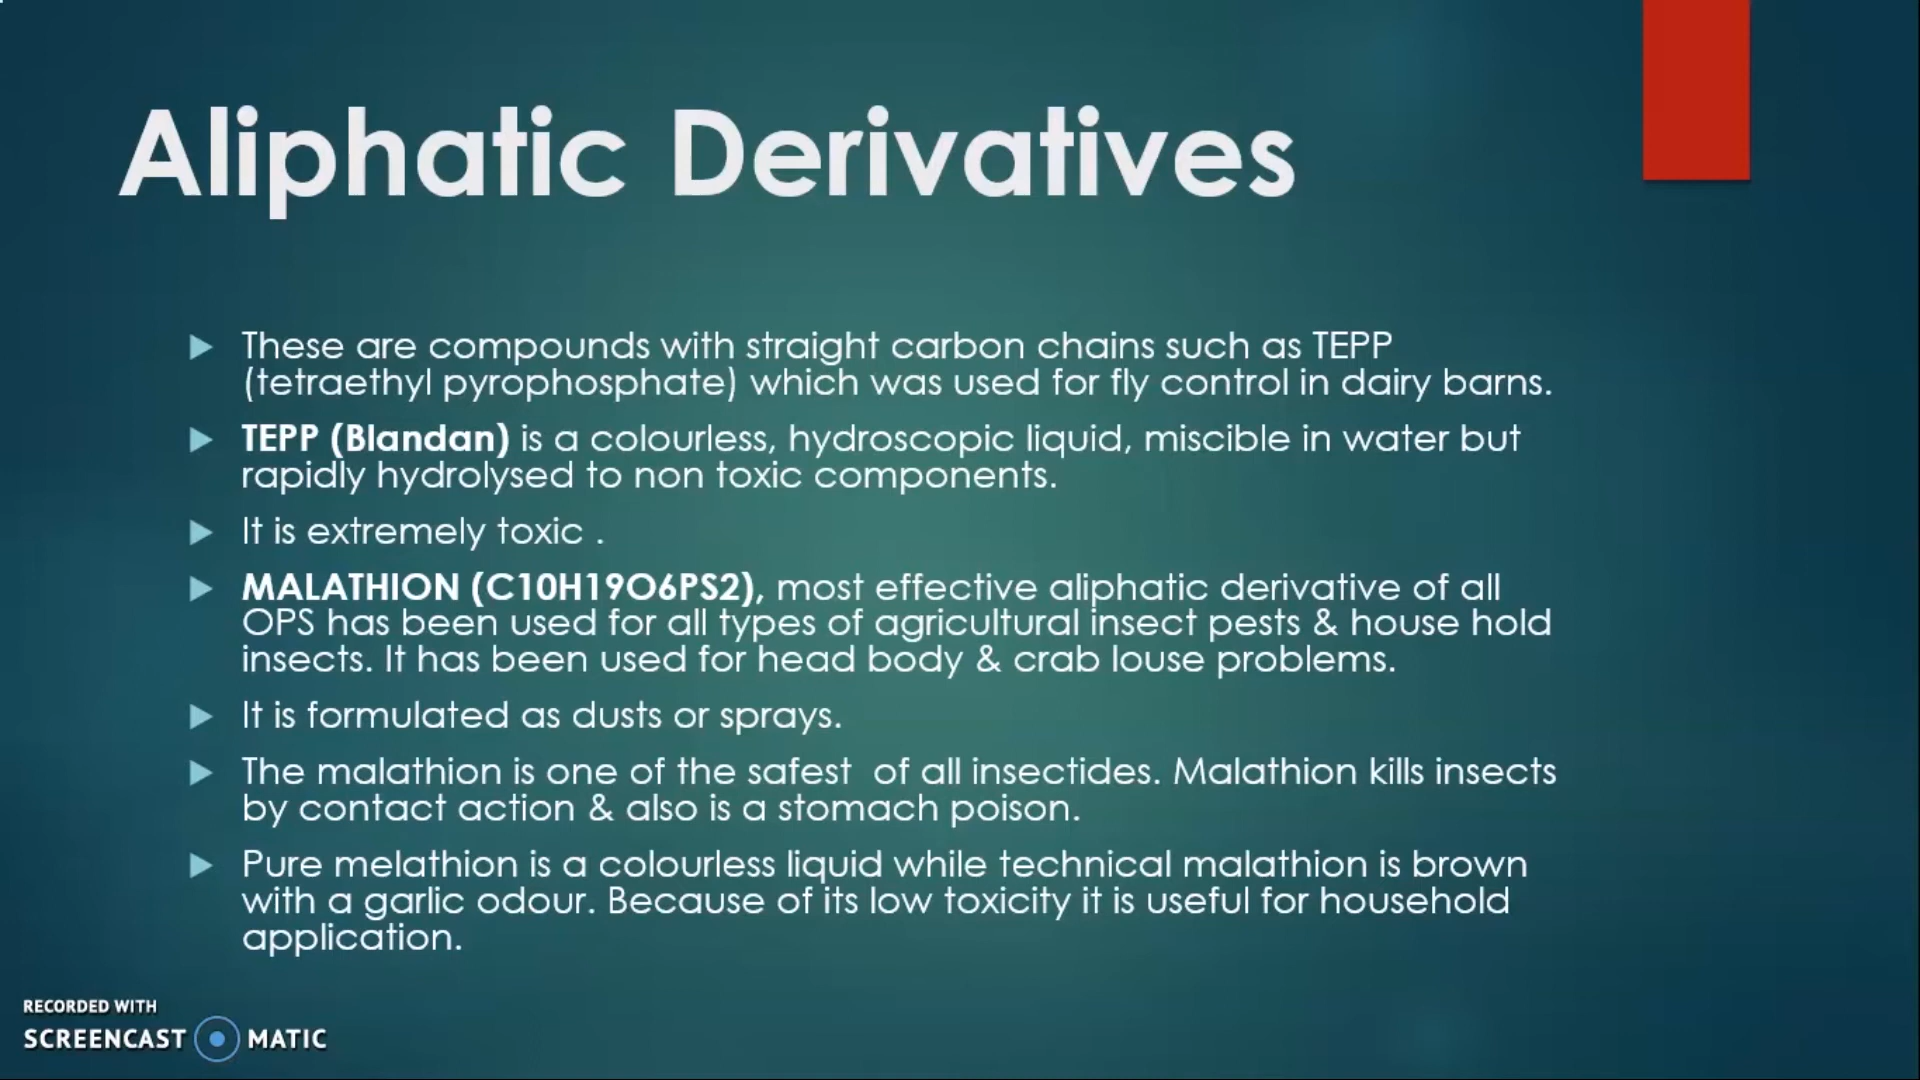 Aliphatic Derivatives
These are compounds with straight carbon chains such as TEPP
(tetraethyl pyrophosphate) which was used for fly control in dairy barns.
TEPP (Blandan) is a colourless, hydroscopic liquid, miscible in water but
rapidly hydrolysed to non toxic components.
It is extremely toxic .
MALATHION (C10H19O6PS2), most effective aliphatic derivative of all
OPS has been used for all types of agricultural insect pests & house hold
insects. It has been used for head body & crab louse problems.
It is formulated as dusts or sprays.
The malathion is one of the safest  of all insectides. Malathion kills insects
by contact action & also is a stomach poison.
Pure melathion is a colourless liquid while technical malathion is brown
with a garlic odour. Because of its low toxicity it is useful for household
application.
RECORDED WITH
SCREENCAST MATIC